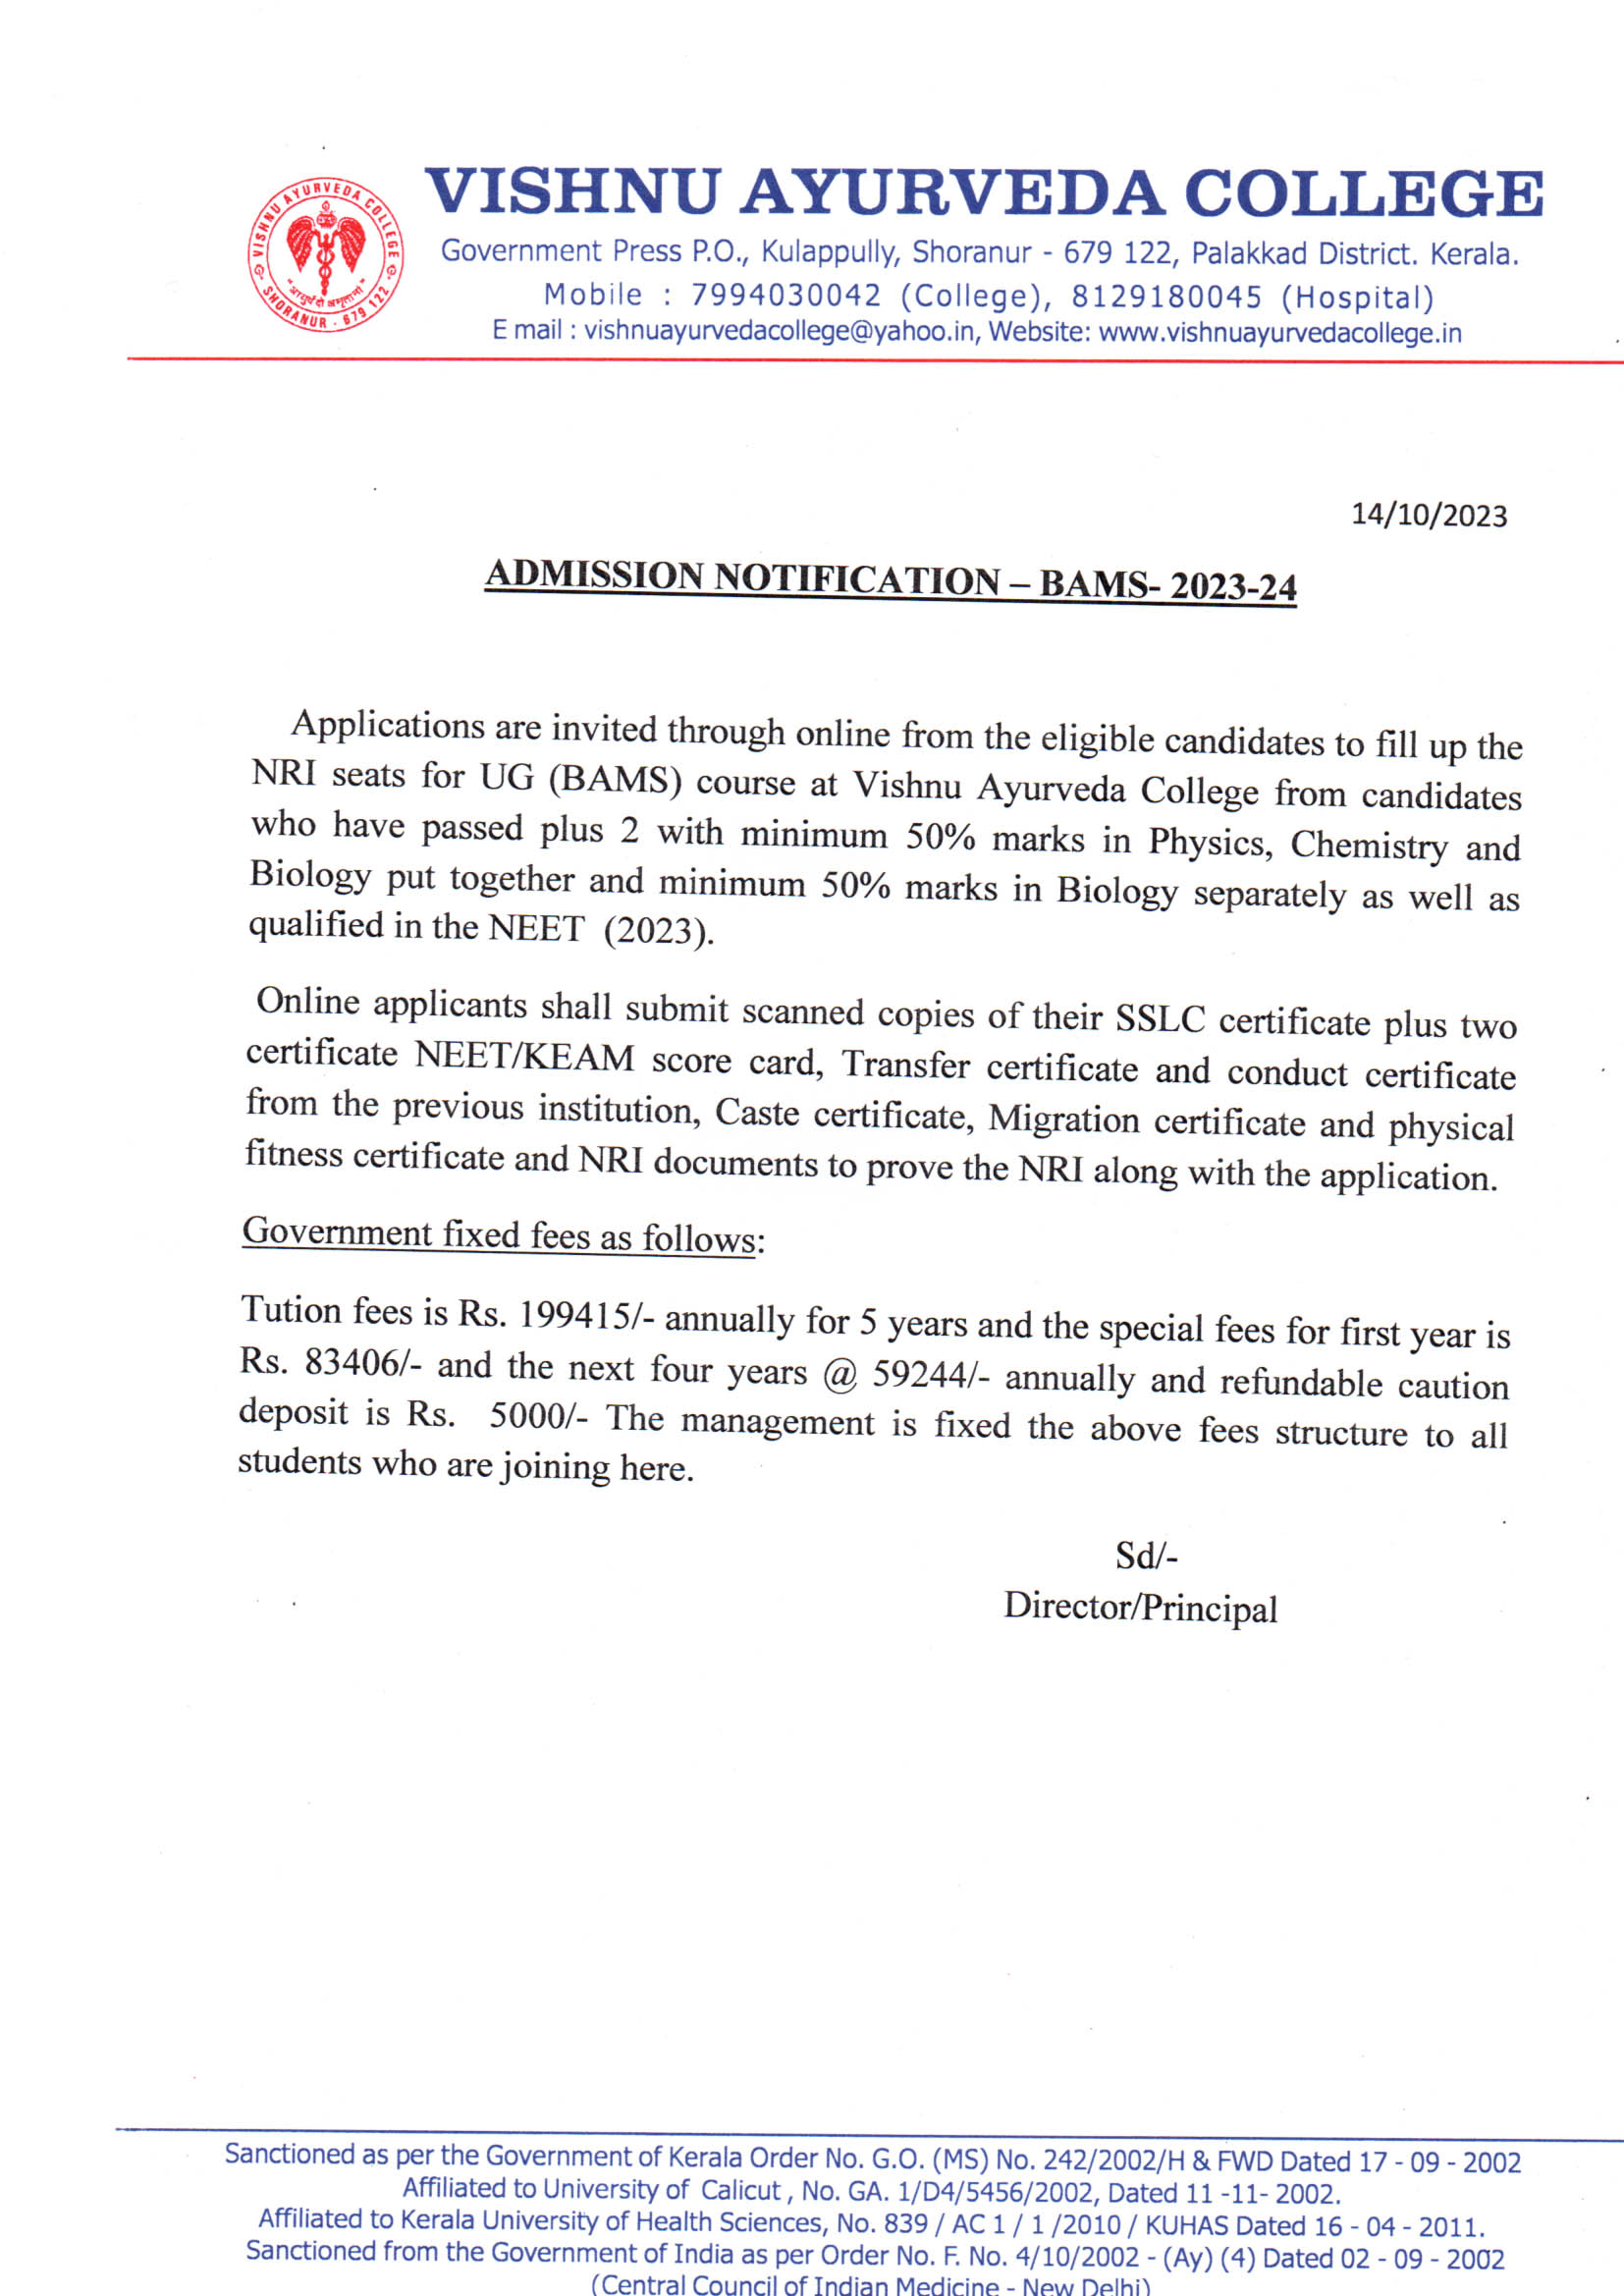 VISHNU AYURVEDA COLLEGE
SHORANUR - 679 122
"आयुर्वेदो अमृतानां"
VISHNU AYURVEDA COLLEGE
Government Press P.O., Kulappully, Shoranur - 679 122, Palakkad District. Kerala.
Mobile : 7994030042 (College), 8129180045 (Hospital)
E mail : vishnuayurvedacollege@yahoo.in, Website: www.vishnuayurvedacollege.in
14/10/2023
ADMISSION NOTIFICATION – BAMS- 2023-24
Applications are invited through online from the eligible candidates to fill up the
NRI seats for UG (BAMS) course at Vishnu Ayurveda College from candidates
who have passed plus 2 with minimum 50% marks in Physics, Chemistry and
Biology put together and minimum 50% marks in Biology separately as well as
qualified in the NEET (2023).
Online applicants shall submit scanned copies of their SSLC certificate plus two
certificate NEET/KEAM score card, Transfer certificate and conduct certificate
from the previous institution, Caste certificate, Migration certificate and physical
fitness certificate and NRI documents to prove the NRI along with the application.
Government fixed fees as follows:
Tution fees is Rs. 199415/- annually for 5 years and the special fees for first year is
Rs. 83406/- and the next four years @ 59244/- annually and refundable caution
deposit is Rs. 5000/- The management is fixed the above fees structure to all
students who are joining here.
Sd/-
Director/Principal
Sanctioned as per the Government of Kerala Order No. G.O. (MS) No. 242/2002/H & FWD Dated 17 - 09 - 2002
Affiliated to University of Calicut , No. GA. 1/D4/5456/2002, Dated 11 -11- 2002.
Affiliated to Kerala University of Health Sciences, No. 839 / AC 1 / 1 /2010 / KUHAS Dated 16 - 04 - 2011.
Sanctioned from the Government of India as per Order No. F. No. 4/10/2002 - (Ay) (4) Dated 02 - 09 - 2002
(Central Council of Indian Medicine - New Delhi)